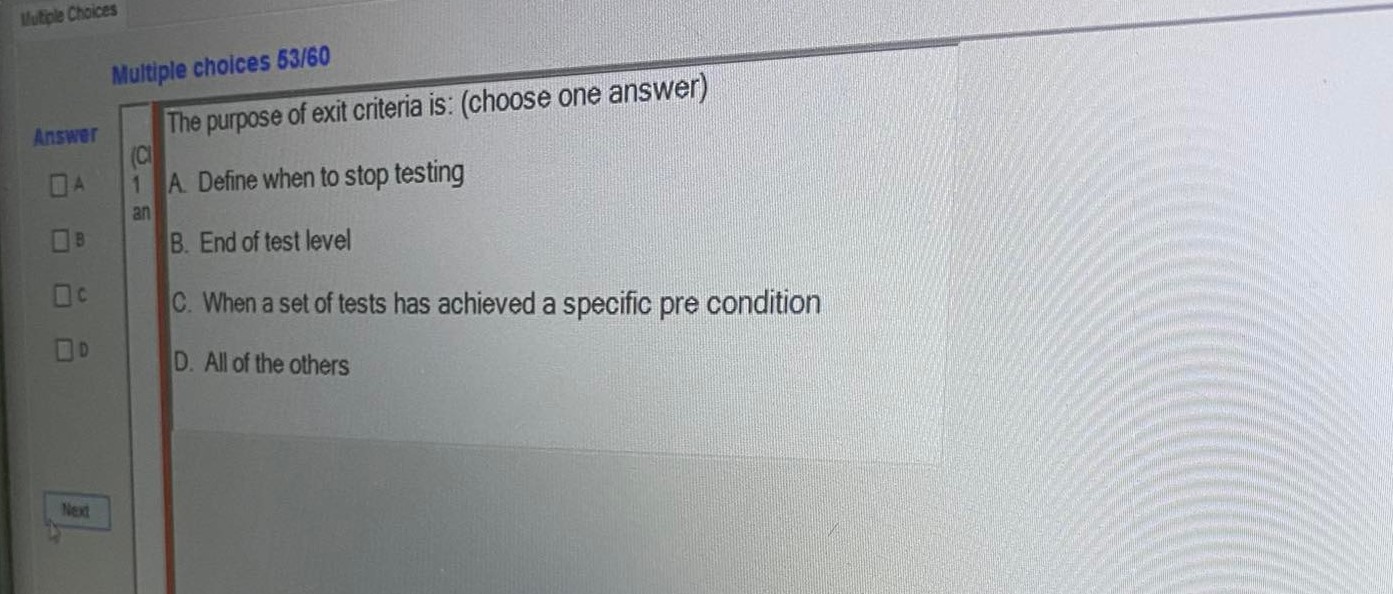 Multiple Choices
Multiple choices 53/60
Answer
A
B
C
D
Next
(Cl
1
an
The purpose of exit criteria is: (choose one answer)
A. Define when to stop testing
B. End of test level
C. When a set of tests has achieved a specific pre condition
D. All of the others